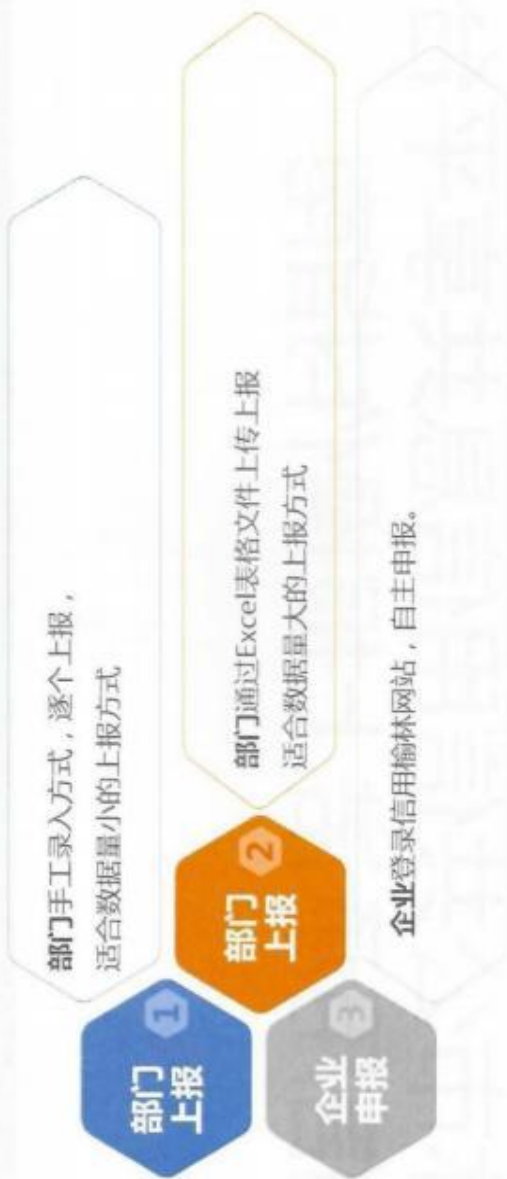 部门
上报
1
部门手工录入方式，逐个上报，
适合数据量小的上报方式
部门
上报
2
部门通过Excel表格文件上传上报
适合数据量大的上报方式
企业
申报
3
企业登录信用榆林网站，自主申报。